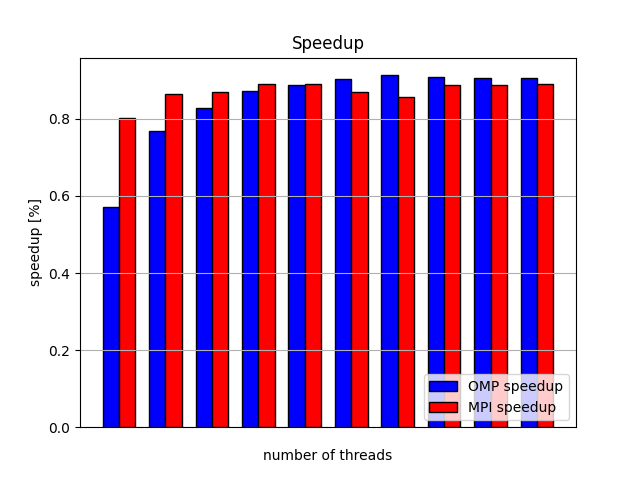 Speedup
speedup [%]
0.8
0.6
0.4
0.2
0.0
OMP speedup
MPI speedup
number of threads